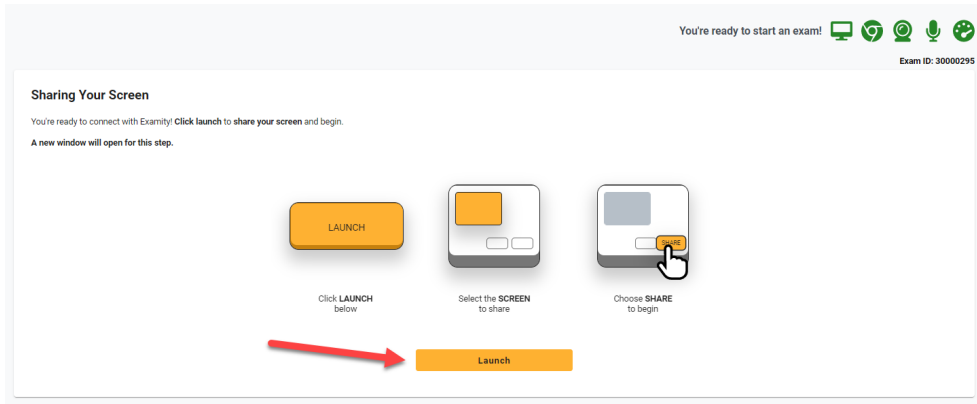 You're ready to start an exam!
Exam ID: 30000295
Sharing Your Screen
You're ready to connect with Examity! Click launch to share your screen and begin.
A new window will open for this step.
LAUNCH
SHARE
Click LAUNCH
below
Select the SCREEN
to share
Choose SHARE
to begin
Launch